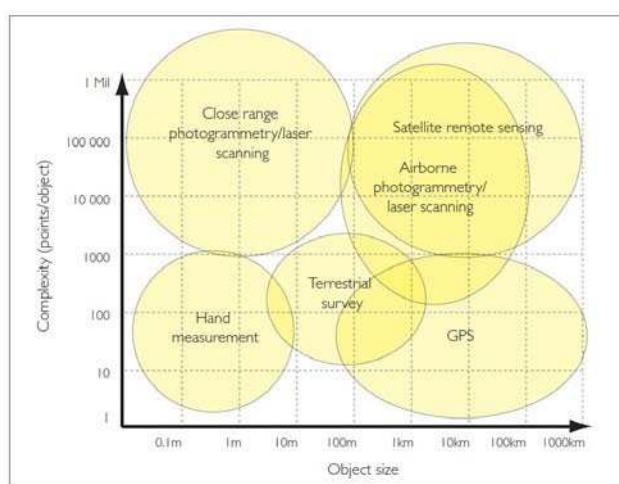 1 Mil
100 000
10 000
1000
100
10
1
Complexity (points/object)
Close range
photogrammetry/laser
scanning
Satellite remote sensing
Airborne
photogrammetry/
laser scanning
Terrestrial
survey
Hand
measurement
GPS
0.1m 1m 10m 100m 1km 10km 100km 1000km
Object size